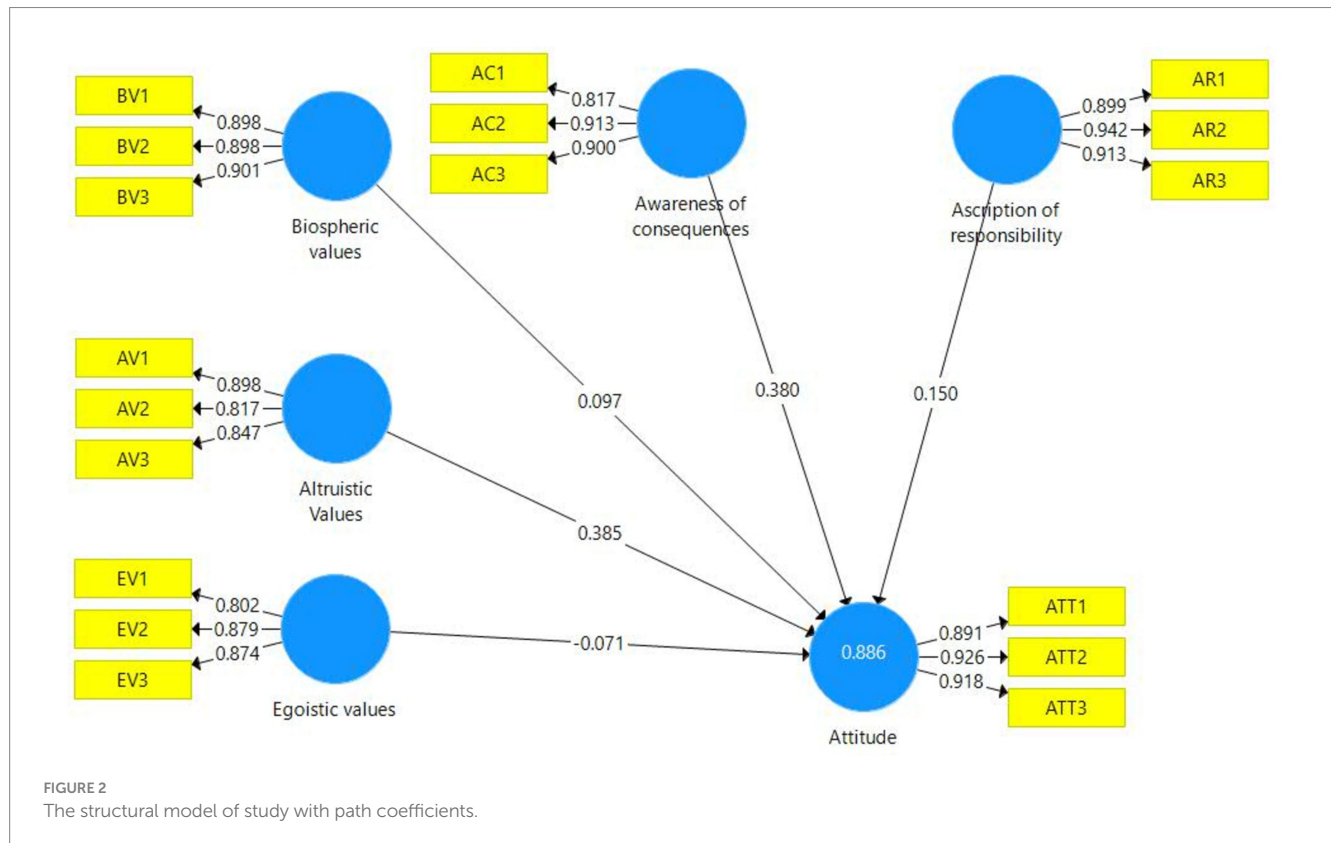 BV1
BV2
BV3
0.898
0.898
0.901
Biospheric
values
AC1
AC2
AC3
0.817
0.913
0.900
Awareness of
consequences
0.899
0.942
0.913
AR1
AR2
AR3
Ascription of
responsibility
AV1
AV2
AV3
0.898
0.817
0.847
Altruistic
Values
0.097
0.380
0.150
0.385
EV1
EV2
EV3
0.802
0.879
0.874
Egoistic values
-0.071
0.886
Attitude
0.891
0.926
0.918
ATT1
ATT2
ATT3
FIGURE 2
The structural model of study with path coefficients.